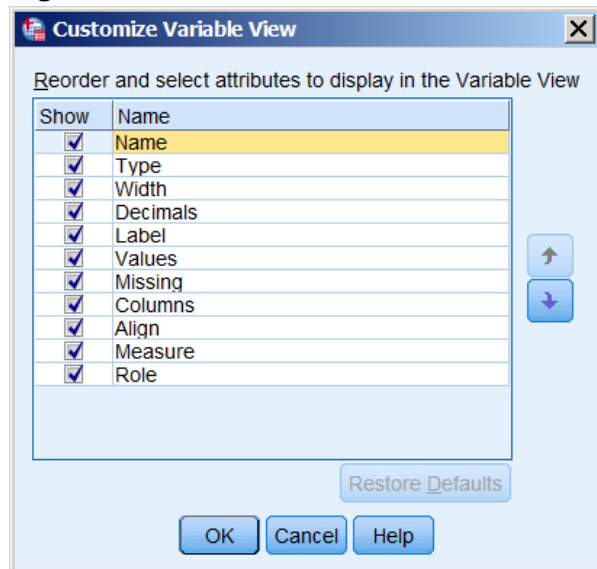 Customize Variable View
Reorder and select attributes to display in the Variable View
Show Name
Name
Type
Width
Decimals
Label
Values
Missing
Columns
Align
Measure
Role
Restore Defaults
OK Cancel Help